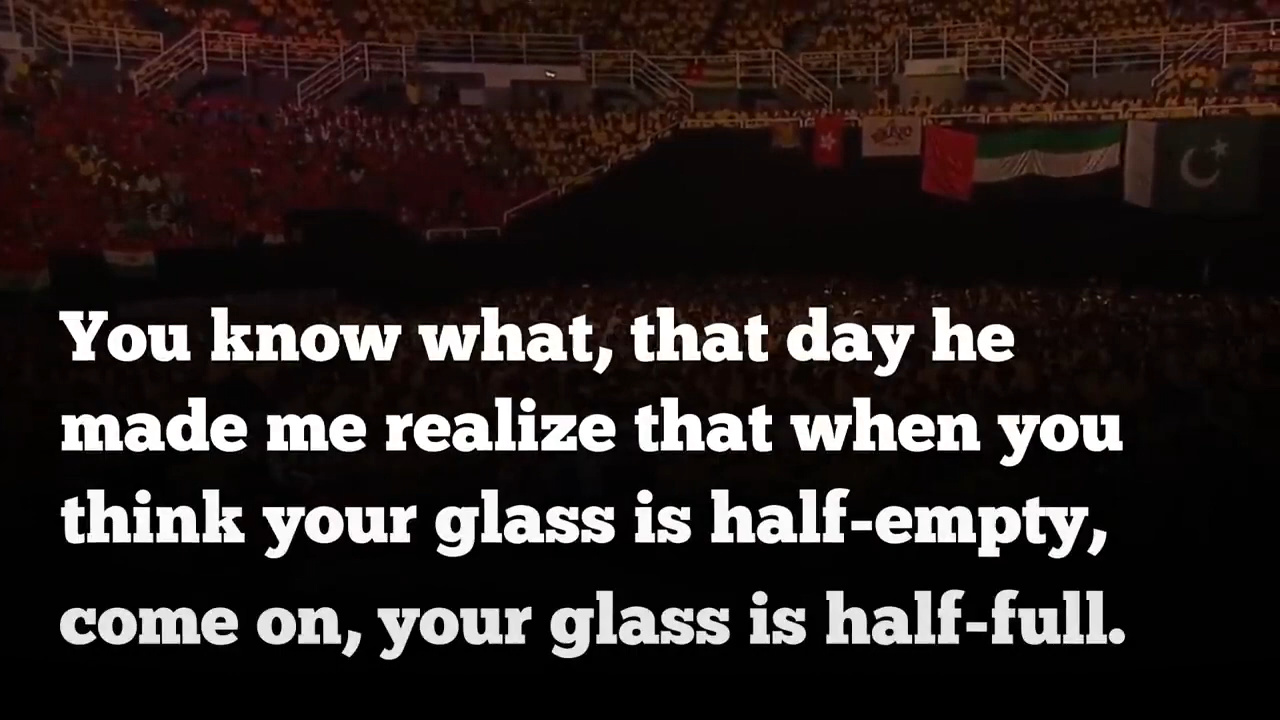 You know what, that day he
made me realize that when you
think your glass is half-empty,
come on, your glass is half-full.